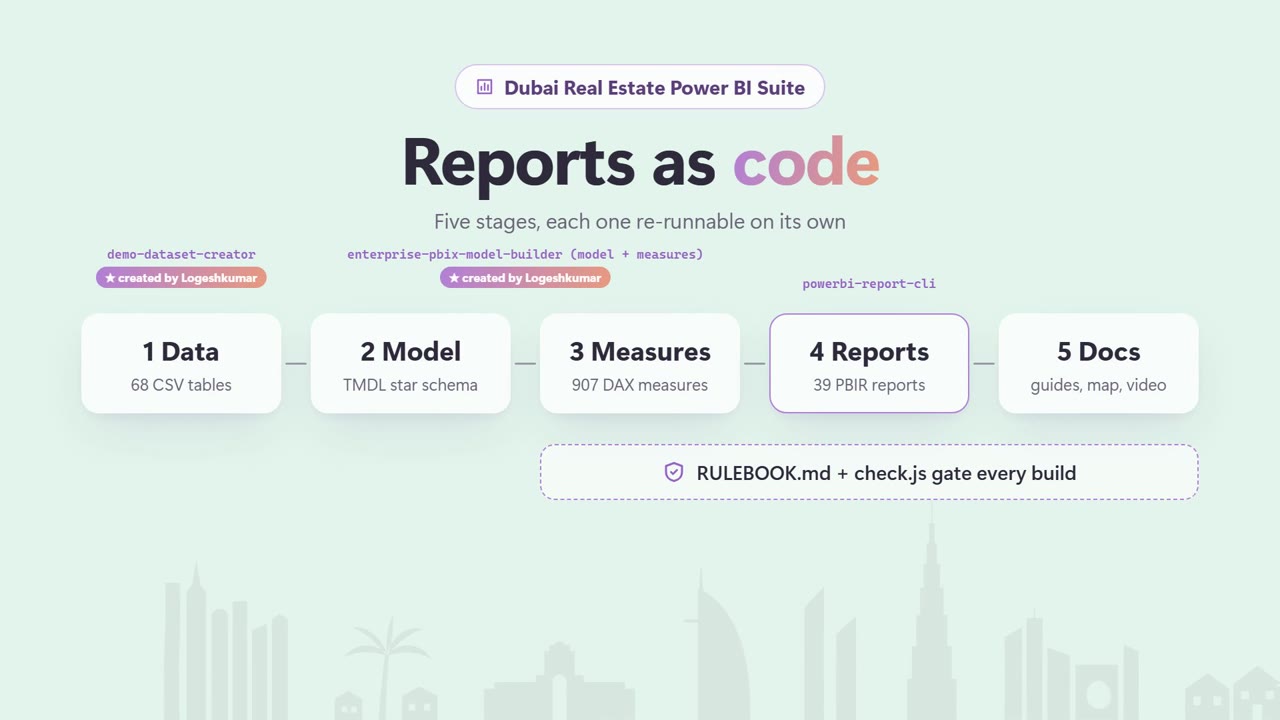 Dubai Real Estate Power BI Suite
Reports as code
Five stages, each one re-runnable on its own
demo-dataset-creator
★ created by Logeshkumar
enterprise-pbix-model-builder (model + measures)
★ created by Logeshkumar
powerbi-report-cli
1 Data
68 CSV tables
2 Model
TMDL star schema
3 Measures
907 DAX measures
4 Reports
39 PBIR reports
5 Docs
guides, map, video
RULEBOOK.md + check.js gate every build